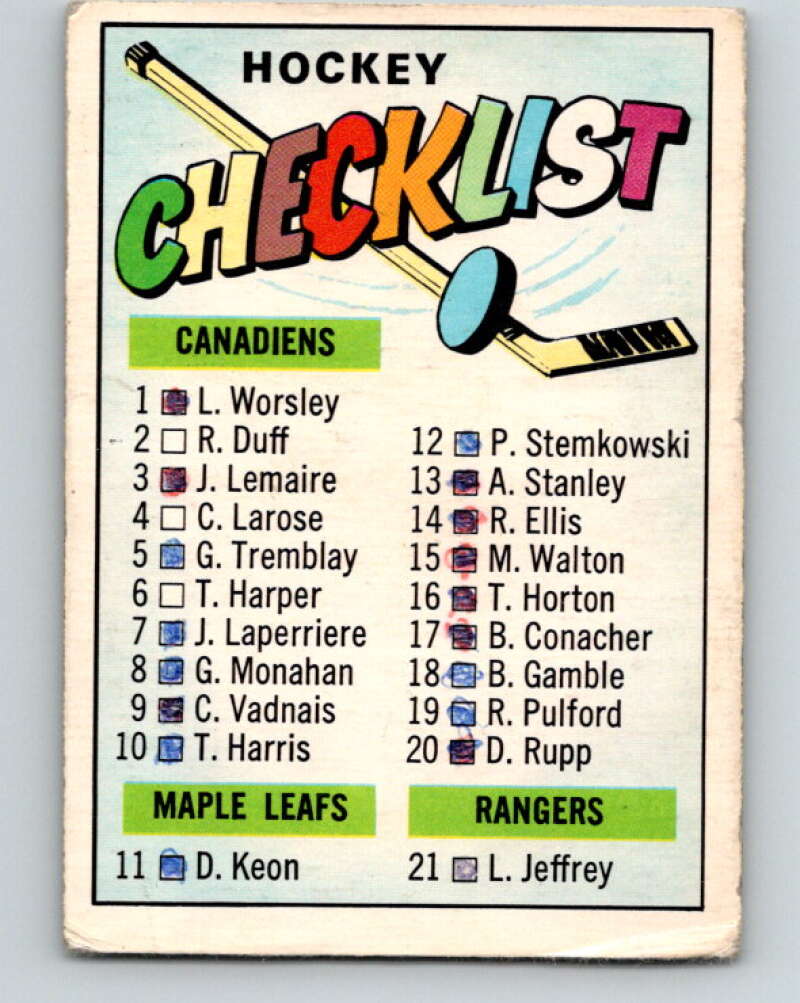 HOCKEY
CHECKLIST
CANADIENS
1 L. Worsley
2 R. Duff
3 J. Lemaire
4 C. Larose
5 G. Tremblay
6 T. Harper
7 J. Laperriere
8 G. Monahan
9 C. Vadnais
10 T. Harris
MAPLE LEAFS
11 D. Keon
12 P. Stemkowski
13 A. Stanley
14 R. Ellis
15 M. Walton
16 T. Horton
17 B. Conacher
18 B. Gamble
19 R. Pulford
20 D. Rupp
RANGERS
21 L. Jeffrey